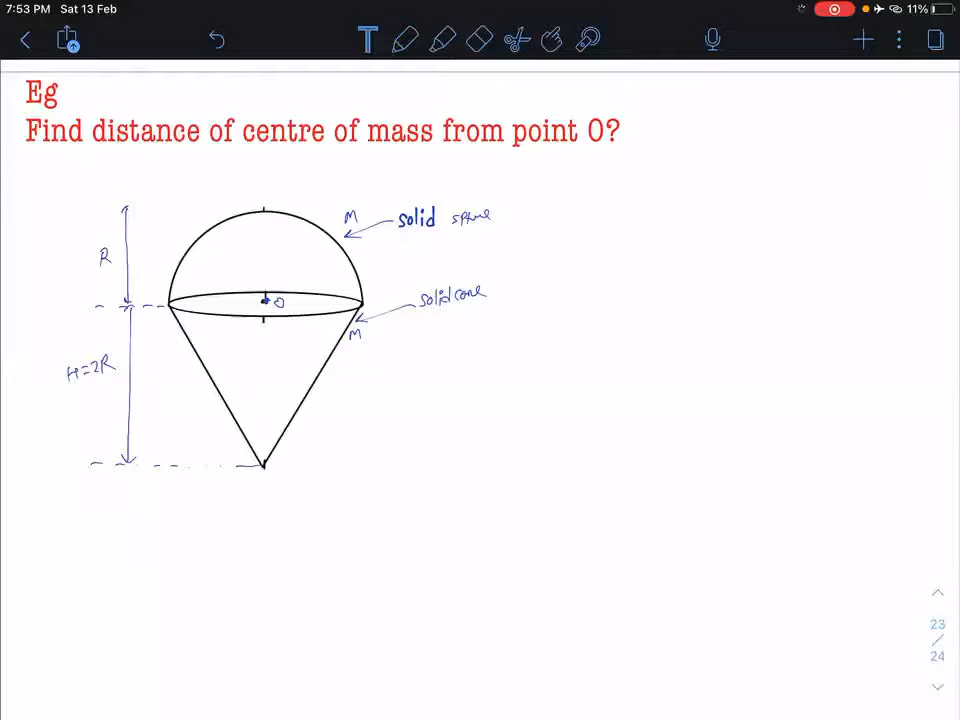 7:53 PM Sat 13 Feb 11%
T
Eg
Find distance of centre of mass from point O?
M solid sphere
R
O
solid cone
M
H=2R
23
/
24